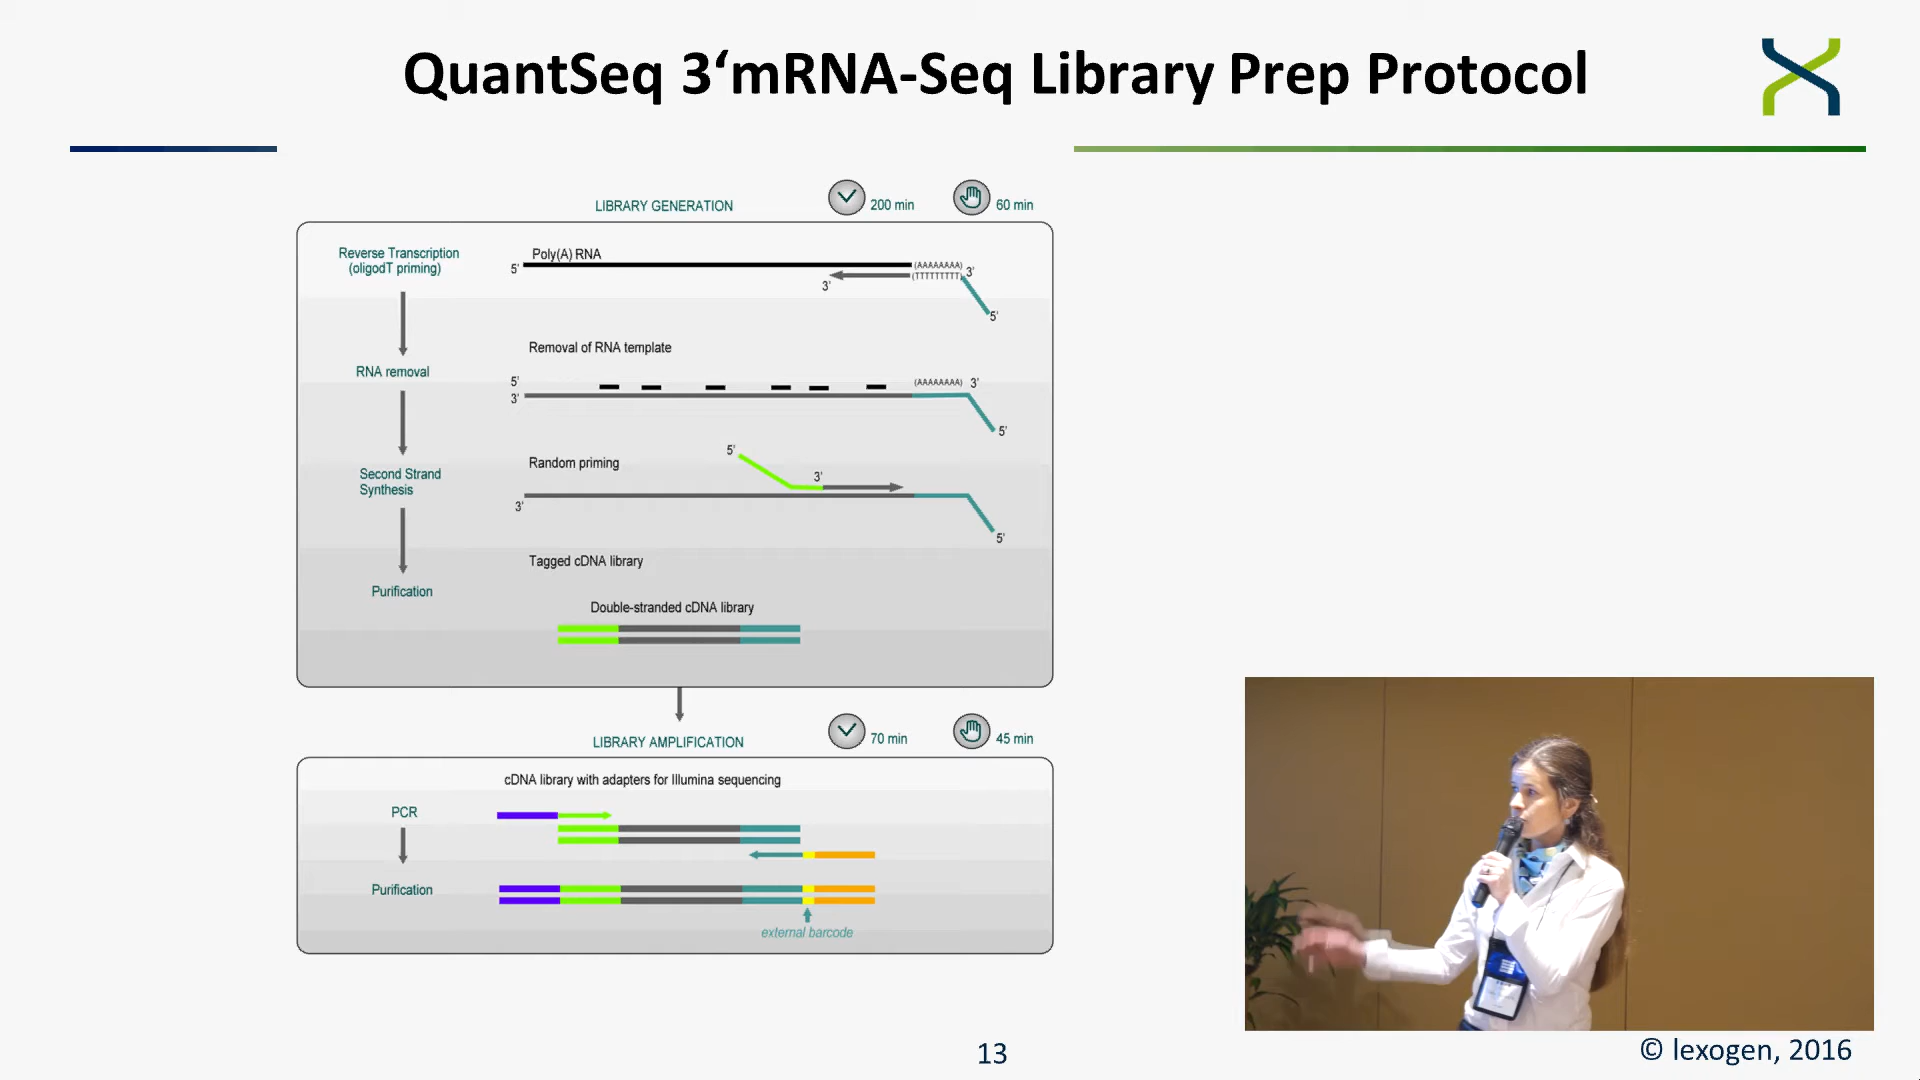 QuantSeq 3‘mRNA-Seq Library Prep Protocol
LIBRARY GENERATION
200 min
60 min
Reverse Transcription
(oligodT priming)
Poly(A) RNA
5'
(AAAAAAAA)
3'
(TTTTTTTTT)
3'
5'
Removal of RNA template
RNA removal
5'
(AAAAAAAA)
3'
3'
5'
5'
Random priming
3'
Second Strand
Synthesis
3'
5'
Tagged cDNA library
Purification
Double-stranded cDNA library
LIBRARY AMPLIFICATION
70 min
45 min
cDNA library with adapters for Illumina sequencing
PCR
Purification
external barcode
13
© lexogen, 2016